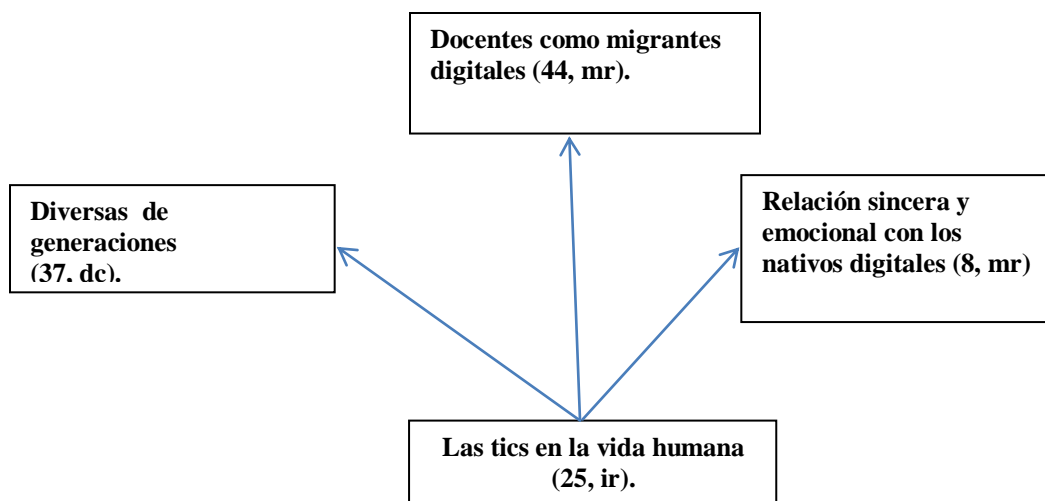 Docentes como migrantes
digitales (44, mr).
Diversas de
generaciones
(37, dc).
Relación sincera y
emocional con los
nativos digitales (8, mr)
Las tics en la vida humana
(25, ir).